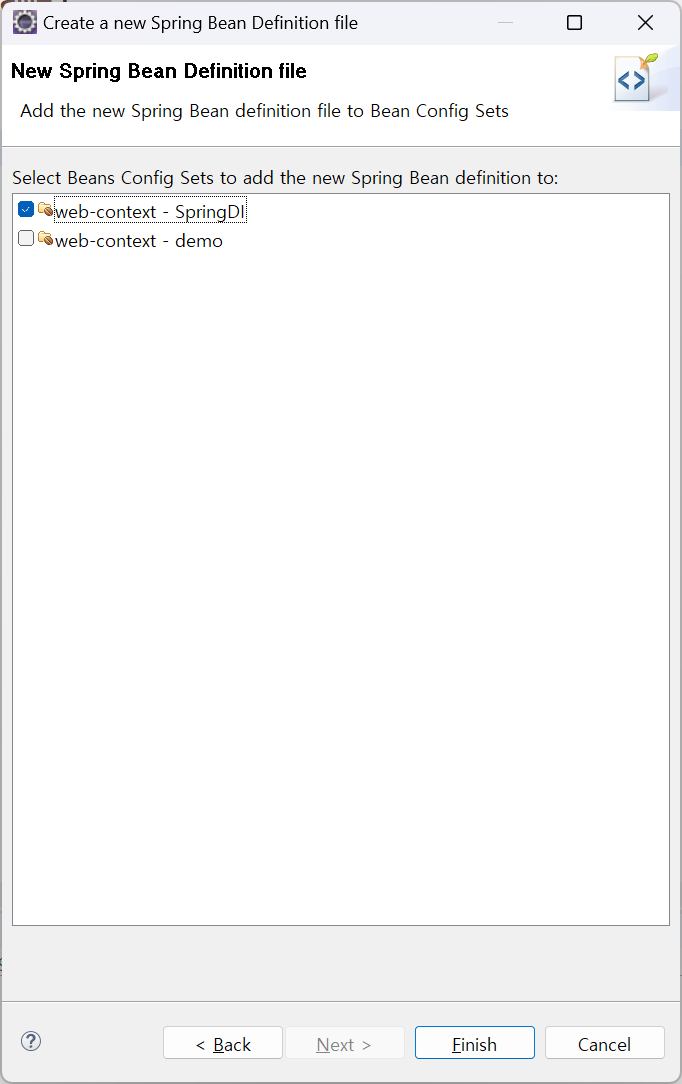 Create a new Spring Bean Definition file
New Spring Bean Definition file
Add the new Spring Bean definition file to Bean Config Sets
Select Beans Config Sets to add the new Spring Bean definition to:
web-context - SpringDI
web-context - demo
< Back Next > Finish Cancel